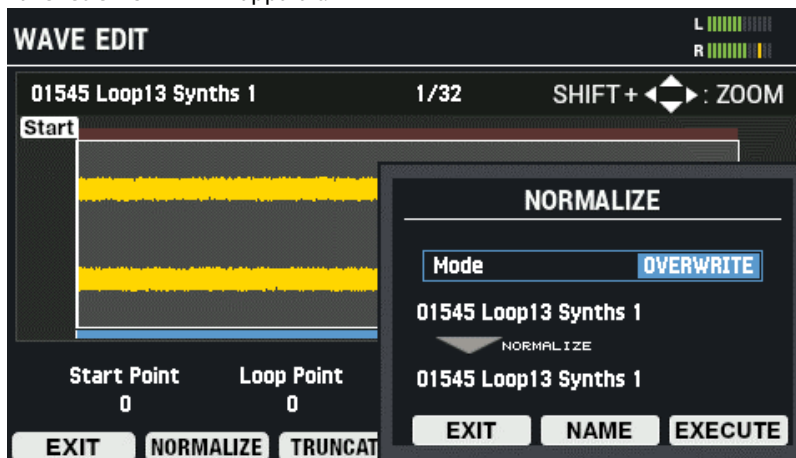 WAVE EDIT
L
R
01545 Loop13 Synths 1 1/32 SHIFT + : ZOOM
Start
NORMALIZE
Mode OVERWRITE
01545 Loop13 Synths 1
NORMALIZE
01545 Loop13 Synths 1
Start Point Loop Point
0 0
EXIT NAME EXECUTE
EXIT NORMALIZE TRUNCAT